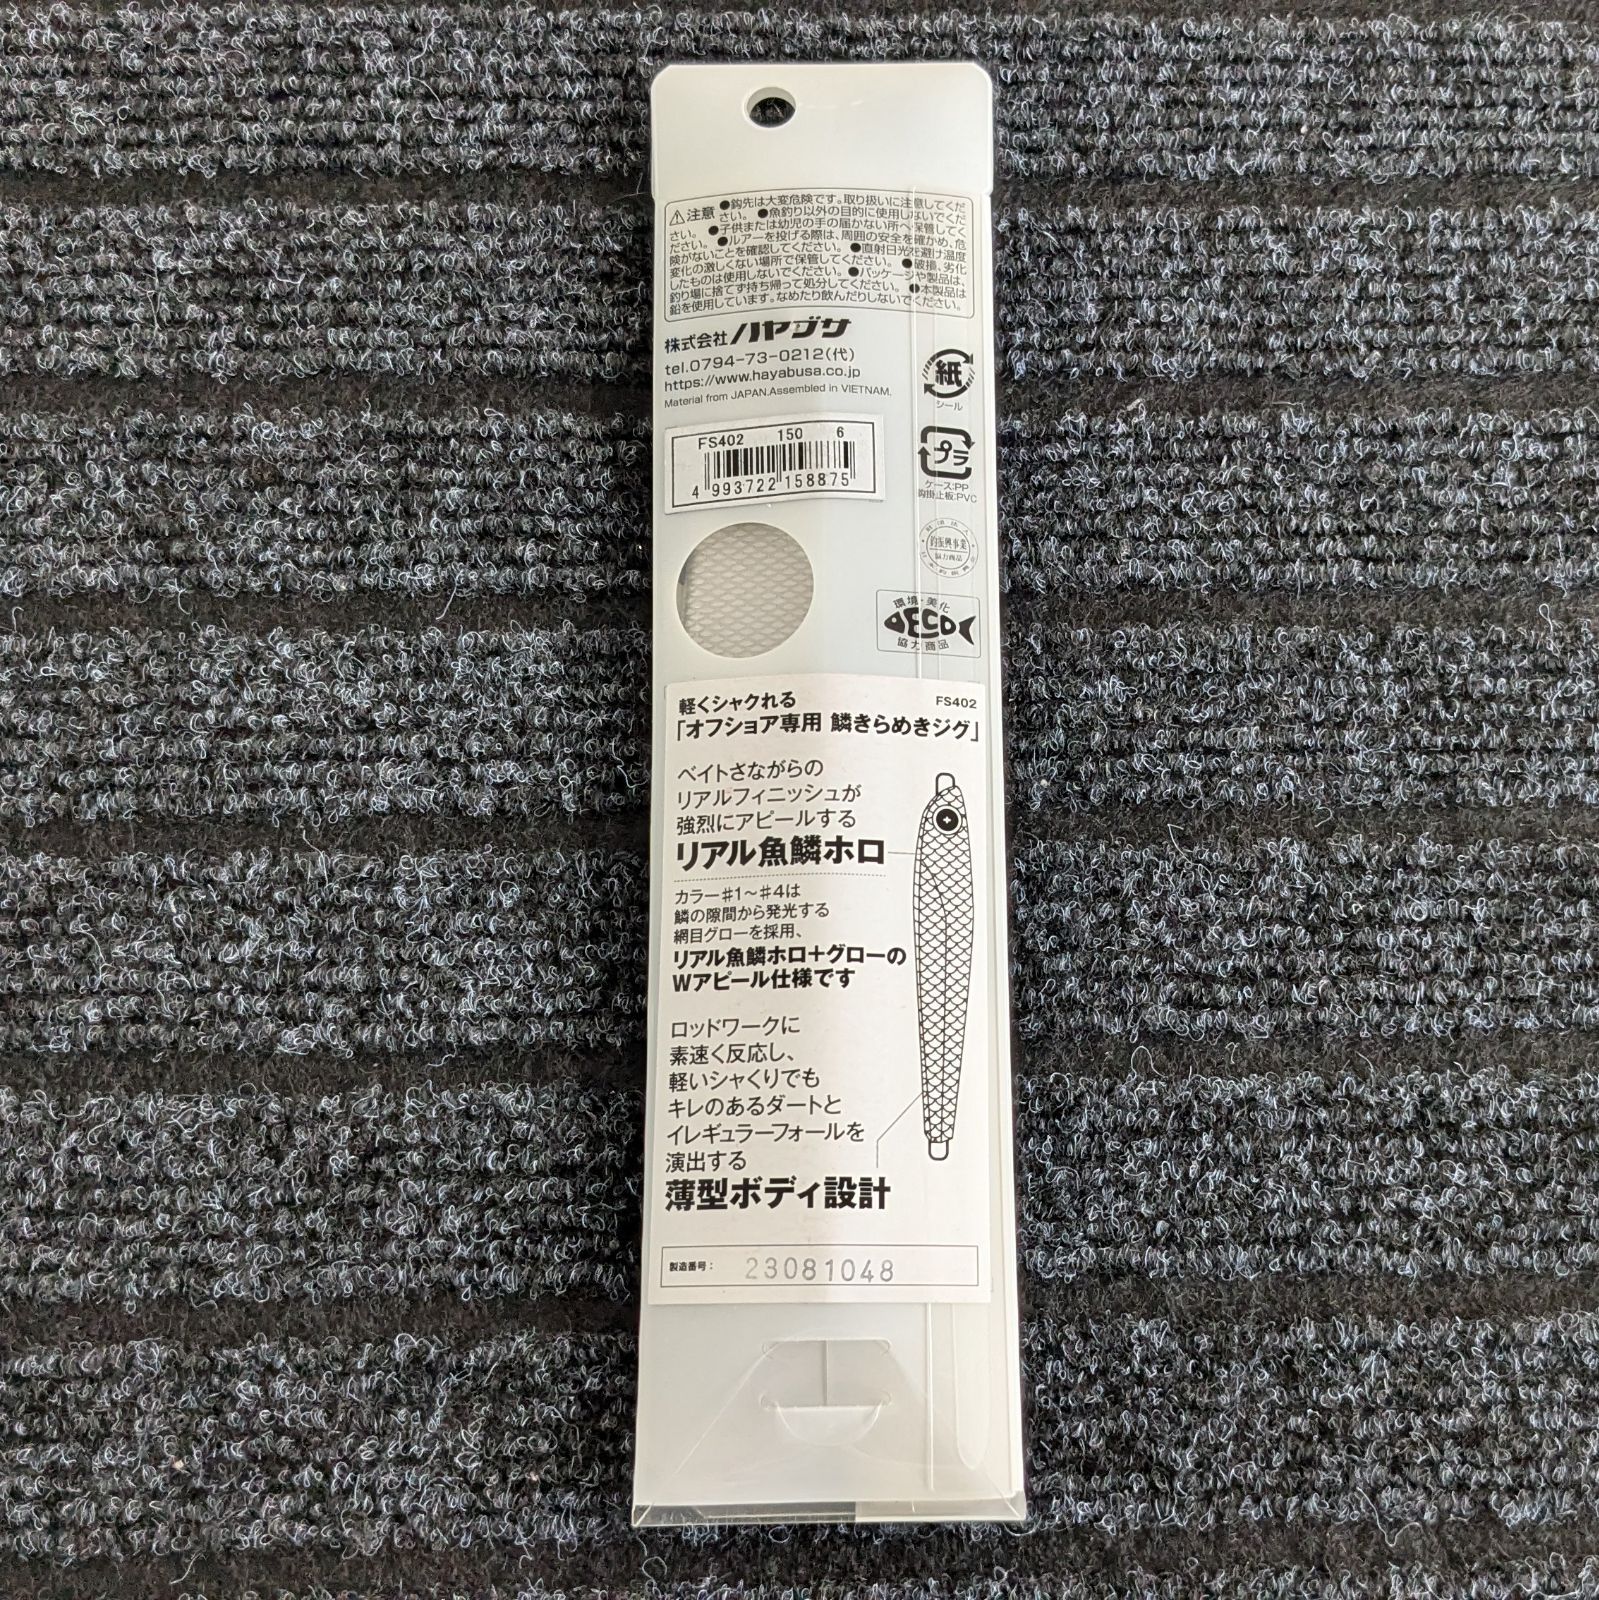 ⚠注意 ●鈎先は大変危険です。取り扱いに注意してくだ
さい。 ●魚釣り以外の目的に使用しないでくだ
さい。 ●子供または幼児の手の届かない所へ保管してく
ださい。 ●ルアーを投げる際は、周囲の安全を確かめ、危
険がないことを確認してください。 ●直射日光を避け温度
変化の激しくない場所で保管してください。 ●破損、劣化
したものは使用しないでください。 ●パッケージや製品は、
釣り場に捨てず持ち帰って処分してください。 ●本製品は
鉛を使用しています。なめたり飲んだりしないでください。
株式会社ハヤブサ
tel.0794-73-0212(代)
https://www.hayabusa.co.jp
Material from JAPAN.Assembled in VIETNAM.
紙
シール
FS402 150 6
4 993722 158875
プラ
ケース:PP
鈎掛止板:PVC
釣振興事業
協力商品
環境・美化
ECO
協力商品
軽くシャクれる
FS402
「オフショア専用 鱗きらめきジグ」
ベイトさながらの
リアルフィニッシュが
強烈にアピールする
リアル魚鱗ホロ
カラー♯1～♯4は
鱗の隙間から発光する
網目グローを採用、
リアル魚鱗ホロ＋グローの
Wアピール仕様です
ロッドワークに
素速く反応し、
軽いシャくりでも
キレのあるダートと
イレギュラーフォールを
演出する
薄型ボディ設計
製造番号： 23081048